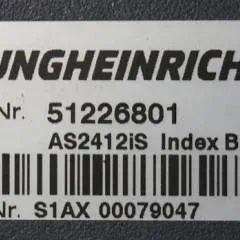 UNGHEINRICH
Nr. 51226801
AS2412iS Index B
Nr. S1AX 00079047